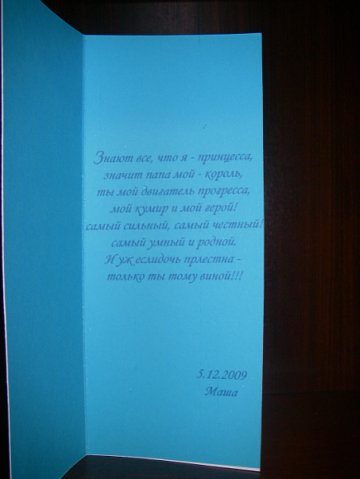 Знают все, что я - принцесса,
значит папа мой - король,
ты мой двигатель прогресса,
мой кумир и мой герой!
самый сильный, самый честный!
самый умный и родной.
И уж еслидочь прлестна -
только ты тому виной!!!
5.12.2009
Маша